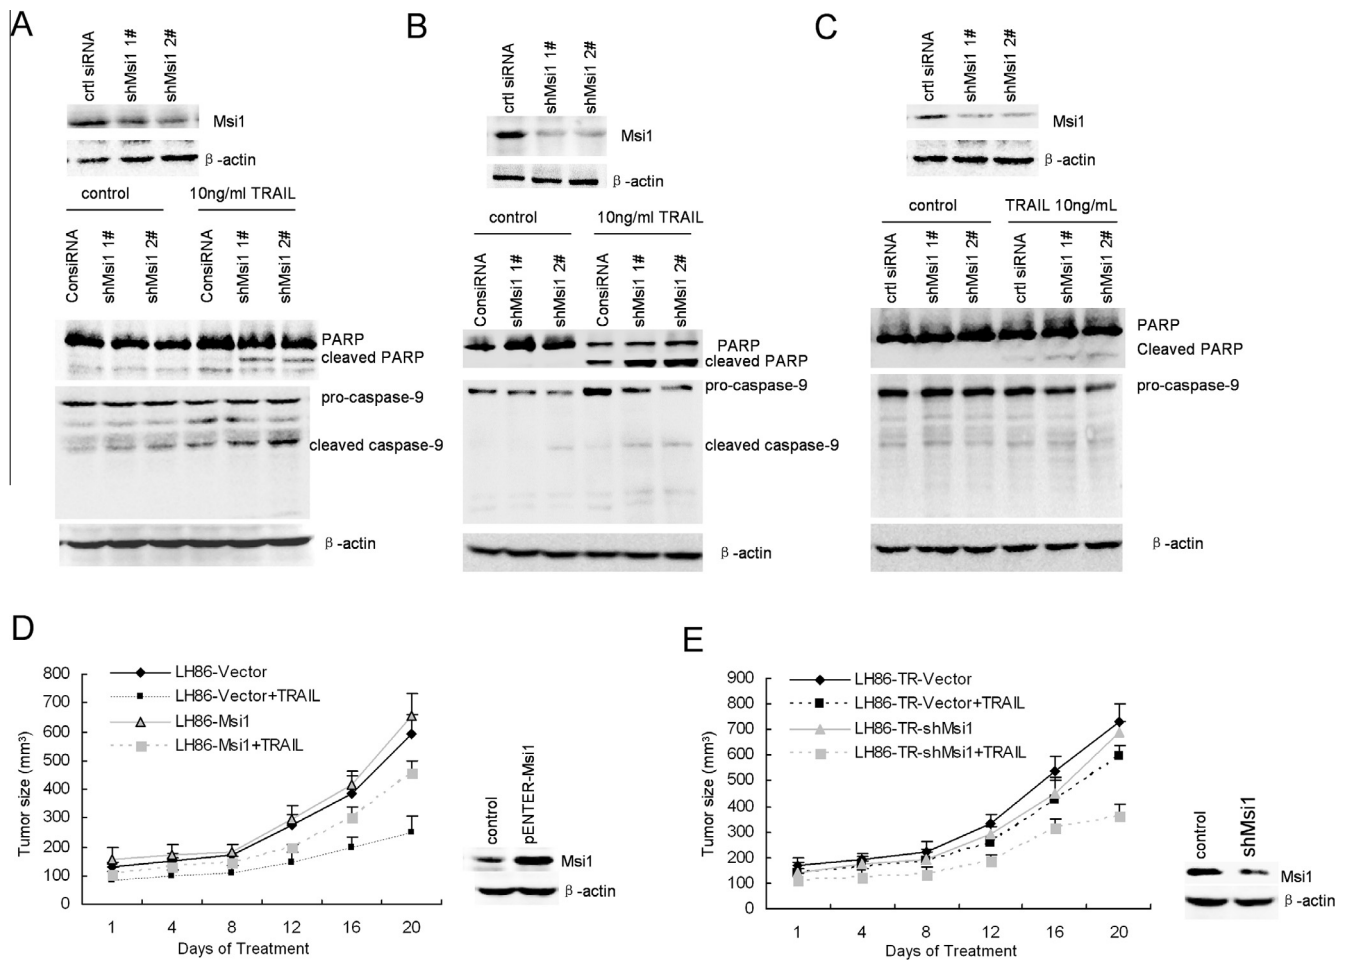 A
crtl siRNA
shMsi1 1#
shMsi1 2#
Msi1
β-actin
control
10ng/ml TRAIL
ConsiRNA
shMsi1 1#
shMsi1 2#
ConsiRNA
shMsi1 1#
shMsi1 2#
PARP
cleaved PARP
pro-caspase-9
cleaved caspase-9
β-actin
B
crtl siRNA
shMsi1 1#
shMsi1 2#
Msi1
β-actin
control
10ng/ml TRAIL
ConsiRNA
shMsi1 1#
shMsi1 2#
ConsiRNA
shMsi1 1#
shMsi1 2#
PARP
cleaved PARP
pro-caspase-9
cleaved caspase-9
β-actin
C
crtl siRNA
shMsi1 1#
shMsi1 2#
Msi1
β-actin
control
TRAIL 10ng/mL
crtl siRNA
shMsi1 1#
shMsi1 2#
crtl siRNA
shMsi1 1#
shMsi1 2#
PARP
Cleaved PARP
pro-caspase-9
β-actin
D
LH86-Vector
LH86-Vector+TRAIL
LH86-Msi1
LH86-Msi1+TRAIL
Tumor size (mm³)
800
700
600
500
400
300
200
100
0
1 4 8 12 16 20
Days of Treatment
control
pENTER-Msi1
Msi1
β-actin
E
LH86-TR-Vector
LH86-TR-Vector+TRAIL
LH86-TR-shMsi1
LH86-TR-shMsi1+TRAIL
Tumor size (mm³)
900
800
700
600
500
400
300
200
100
0
1 4 8 12 16 20
Days of Treatment
control
shMsi1
Msi1
β-actin